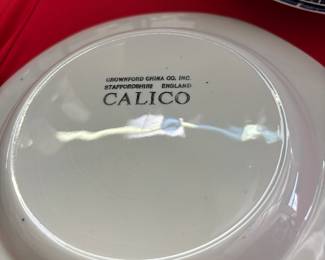 CROWNFORD CHINA CO. INC.
STAFFORDSHIRE ENGLAND
CALICO